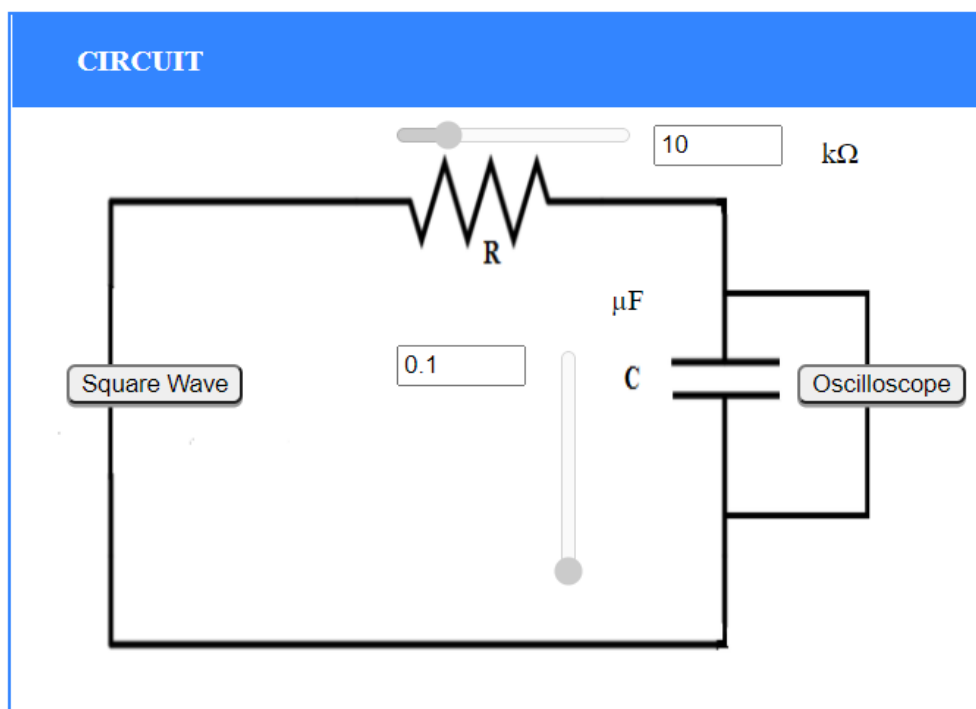 CIRCUIT
10
kΩ
R
μF
0.1
C
Square Wave
Oscilloscope